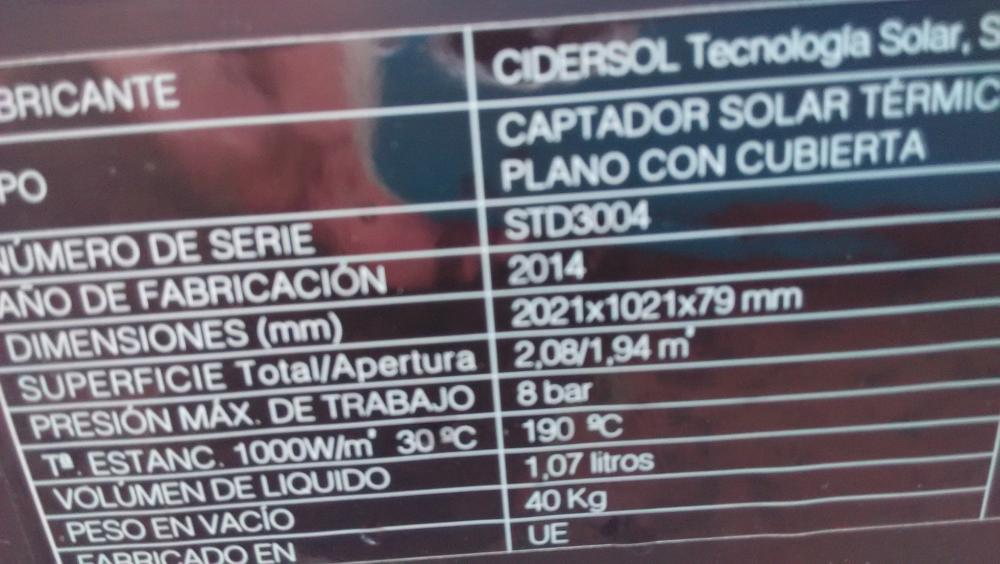 BRICANTE CIDERSOL Tecnología Solar, S
PO CAPTADOR SOLAR TÉRMIC
PLANO CON CUBIERTA
NÚMERO DE SERIE STD3004
AÑO DE FABRICACIÓN 2014
DIMENSIONES (mm) 2021x1021x79 mm
SUPERFICIE Total/Apertura 2,08/1,94 m²
PRESIÓN MÁX. DE TRABAJO 8 bar
Tª. ESTANC. 1000W/m² 30 ºC 190 ºC
VOLÚMEN DE LIQUIDO 1,07 litros
PESO EN VACÍO 40 Kg
FABRICADO EN UE